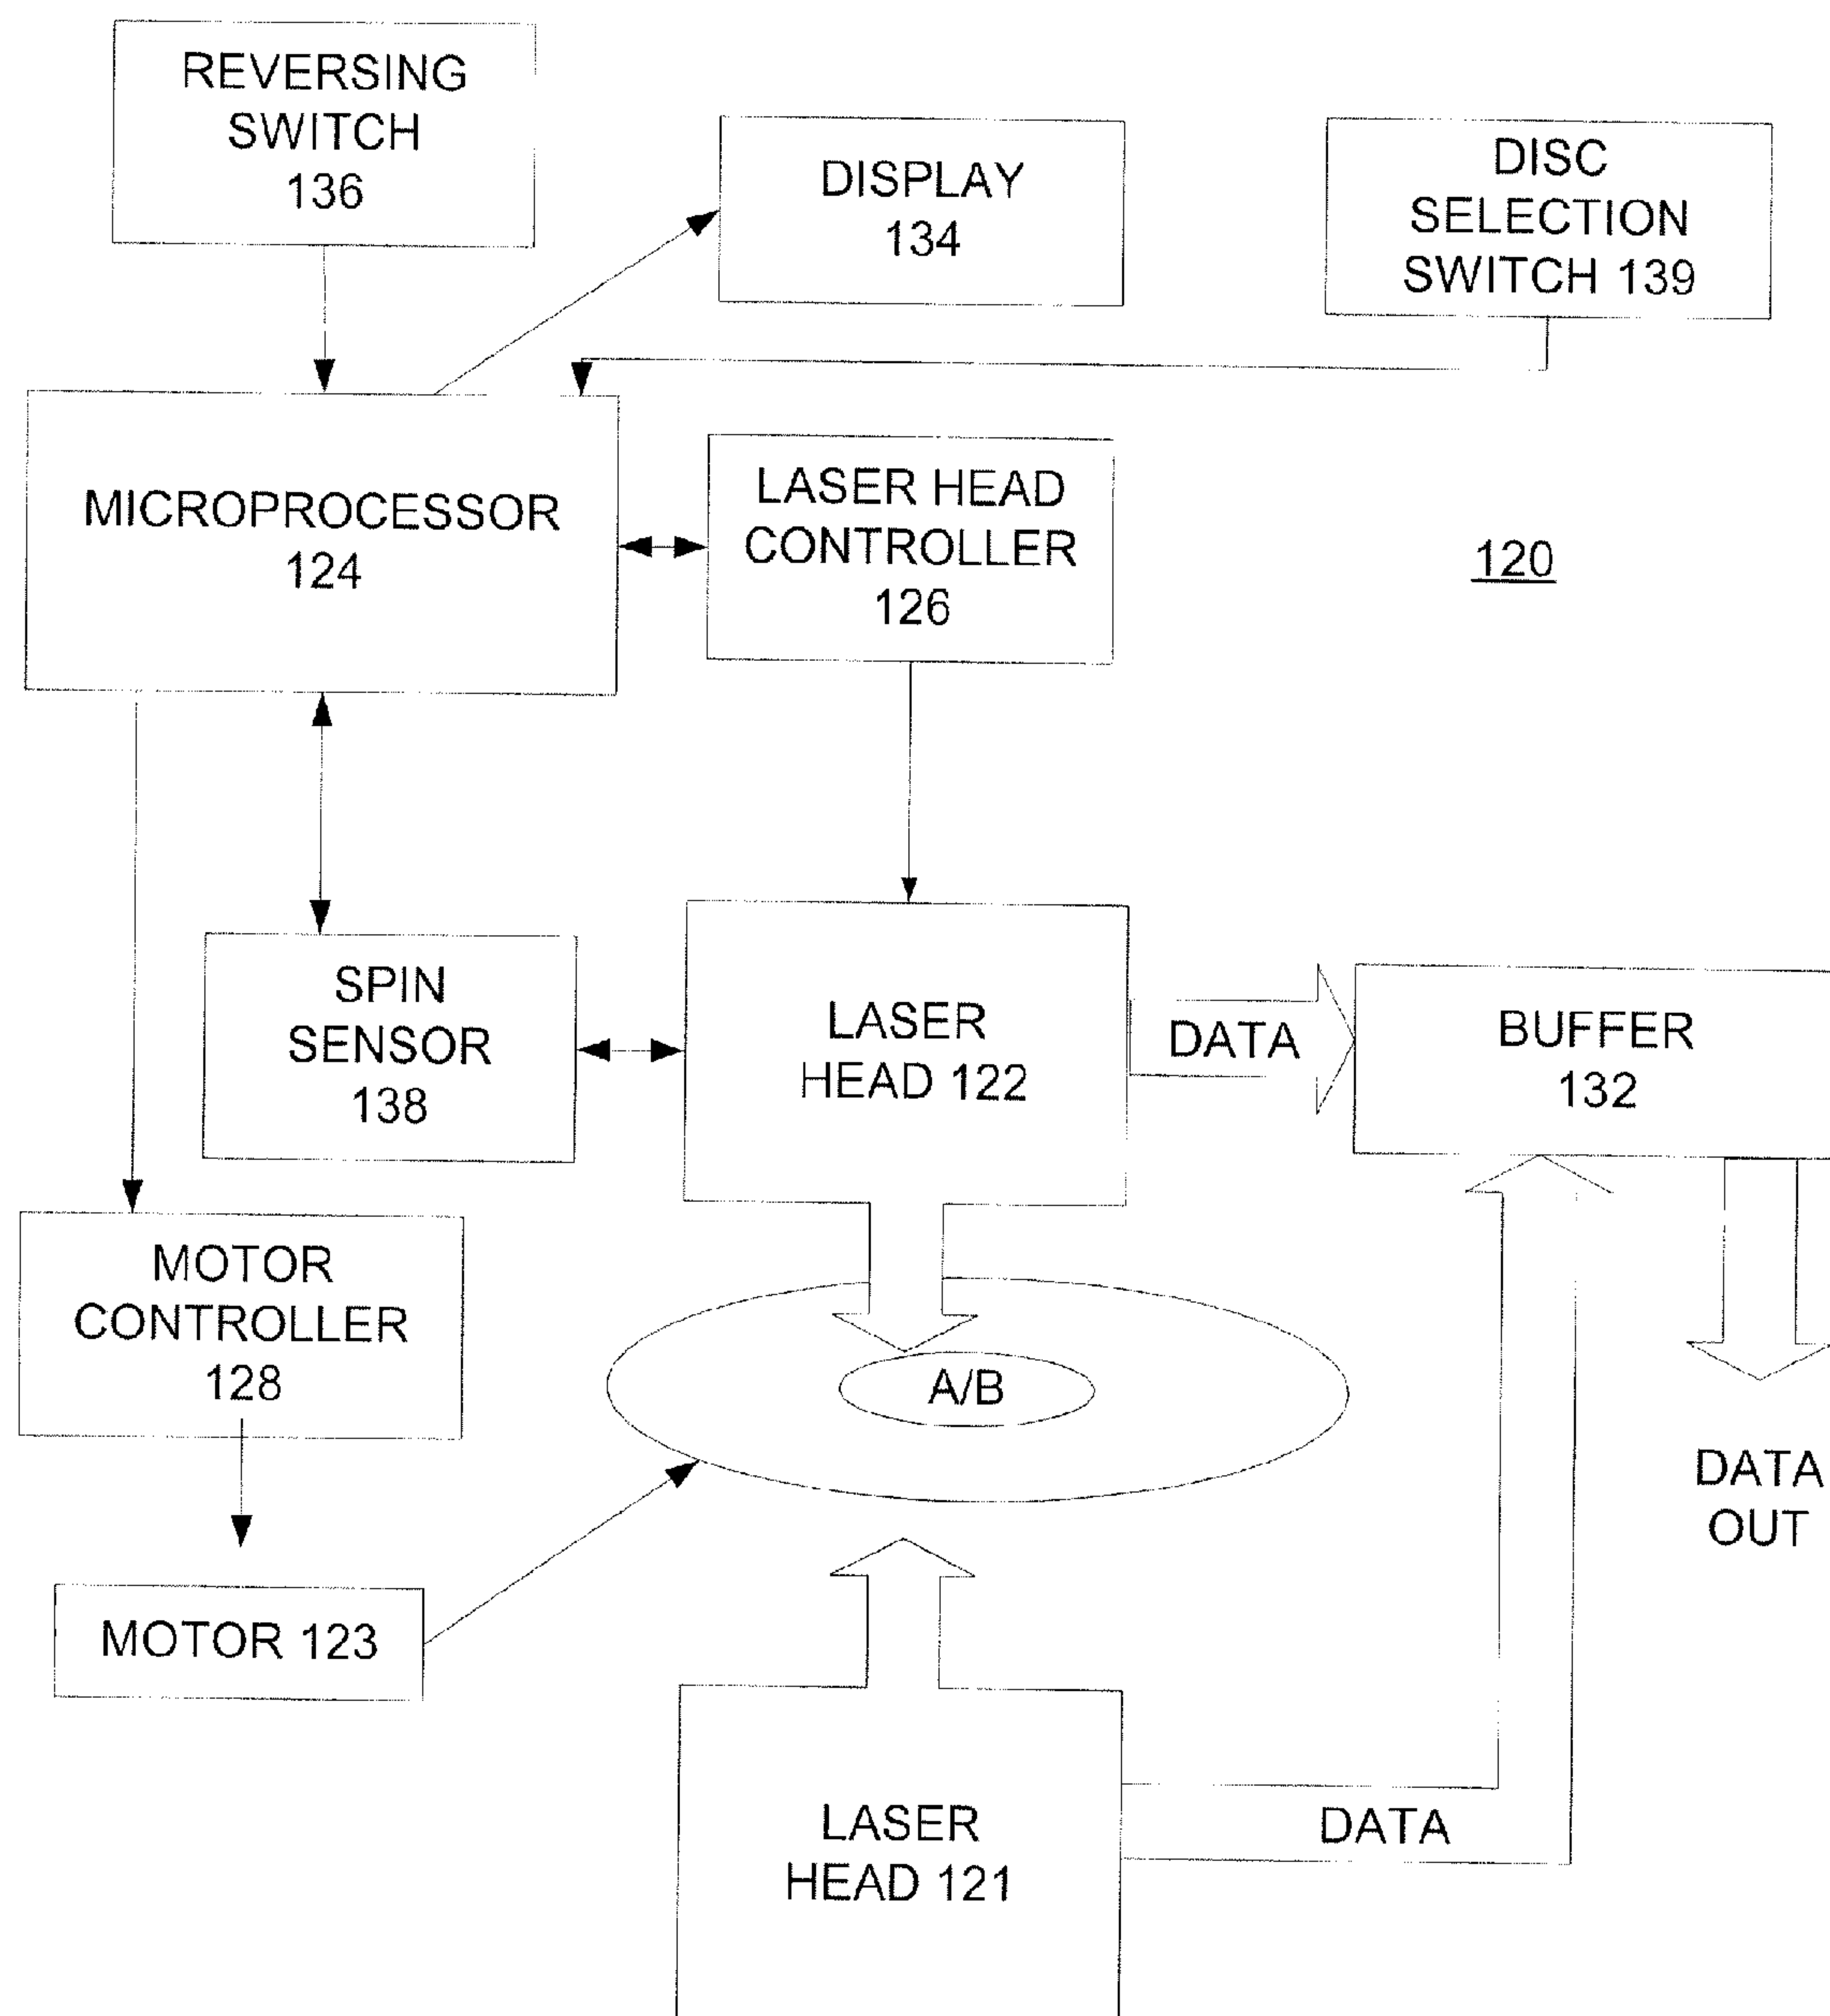 REVERSING
SWITCH
136
DISPLAY
134
DISC
SELECTION
SWITCH 139
MICROPROCESSOR
124
LASER HEAD
CONTROLLER
126
120
SPIN
SENSOR
138
LASER
HEAD 122
DATA
BUFFER
132
MOTOR
CONTROLLER
128
A/B
DATA
OUT
MOTOR 123
LASER
HEAD 121
DATA